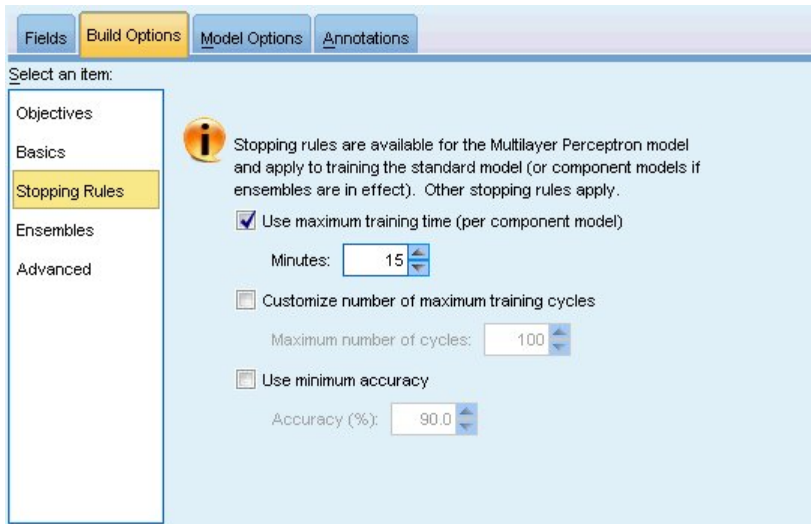 Fields
Build Options
Model Options
Annotations
Select an item:
Objectives
Basics
Stopping Rules
Ensembles
Advanced
Stopping rules are available for the Multilayer Perceptron model
and apply to training the standard model (or component models if
ensembles are in effect). Other stopping rules apply.
Use maximum training time (per component model)
Minutes: 15
Customize number of maximum training cycles
Maximum number of cycles: 100
Use minimum accuracy
Accuracy (%): 90.0